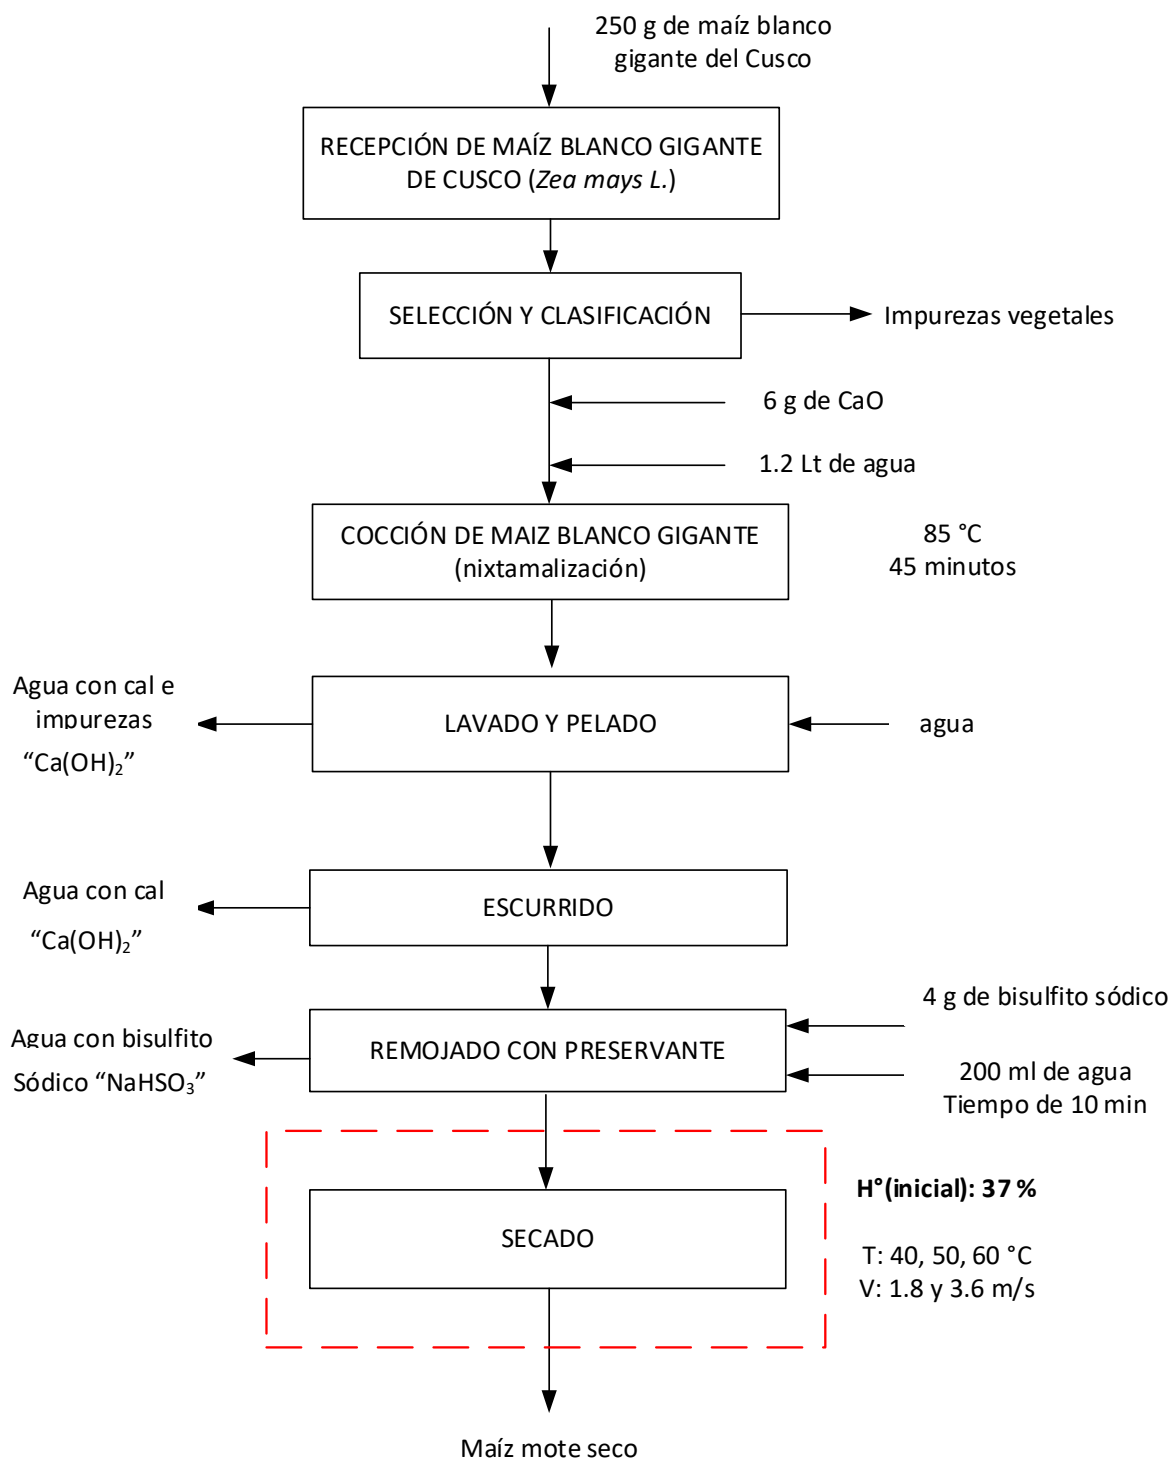 250 g de maíz blanco
gigante del Cusco
RECEPCIÓN DE MAÍZ BLANCO GIGANTE
DE CUSCO (Zea mays L.)
SELECCIÓN Y CLASIFICACIÓN
Impurezas vegetales
6 g de CaO
1.2 Lt de agua
COCCIÓN DE MAIZ BLANCO GIGANTE
(nixtamalización)
85 °C
45 minutos
Agua con cal e
impurezas
“Ca(OH)₂”
LAVADO Y PELADO
agua
Agua con cal
“Ca(OH)₂”
ESCURRIDO
4 g de bisulfito sódico
Agua con bisulfito
Sódico “NaHSO₃”
REMOJADO CON PRESERVANTE
200 ml de agua
Tiempo de 10 min
SECADO
H°(inicial): 37 %
T: 40, 50, 60 °C
V: 1.8 y 3.6 m/s
Maíz mote seco